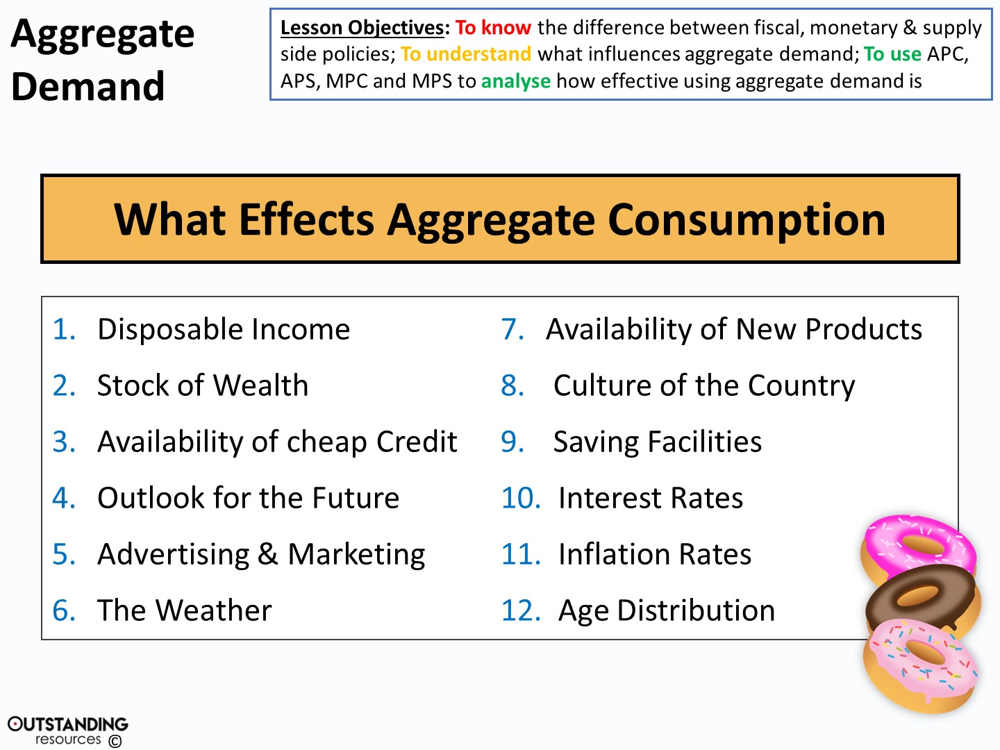 Aggregate
Demand
Lesson Objectives: To know the difference between fiscal, monetary & supply
side policies; To understand what influences aggregate demand; To use APC,
APS, MPC and MPS to analyse how effective using aggregate demand is
What Effects Aggregate Consumption
1. Disposable Income
2. Stock of Wealth
3. Availability of cheap Credit
4. Outlook for the Future
5. Advertising & Marketing
6. The Weather
7. Availability of New Products
8. Culture of the Country
9. Saving Facilities
10. Interest Rates
11. Inflation Rates
12. Age Distribution
OUTSTANDING
resources ©